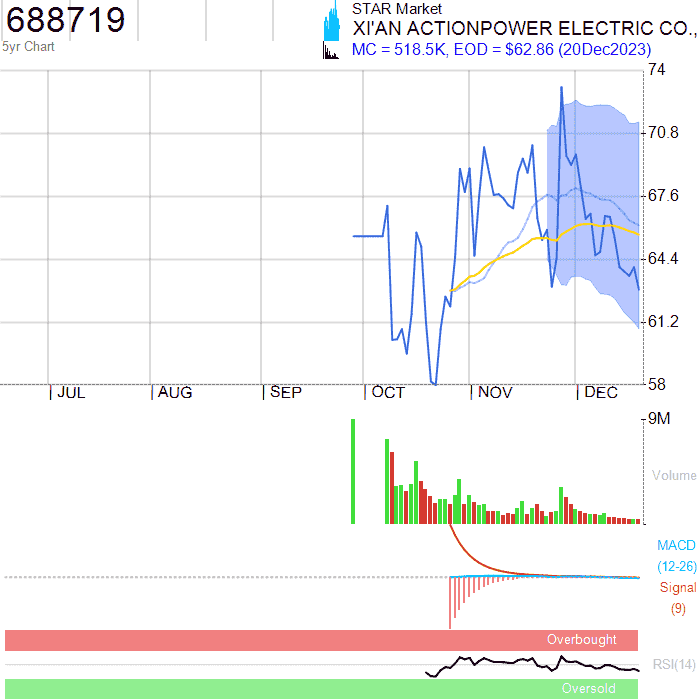 688719
5yr Chart
STAR Market
XI'AN ACTIONPOWER ELECTRIC CO.,
MC = 518.5K, EOD = $62.86 (20Dec2023)
74
70.8
67.6
64.4
61.2
58
JUL AUG SEP OCT NOV DEC
9M
Volume
MACD
(12-26)
Signal
(9)
Overbought
RSI(14)
Oversold